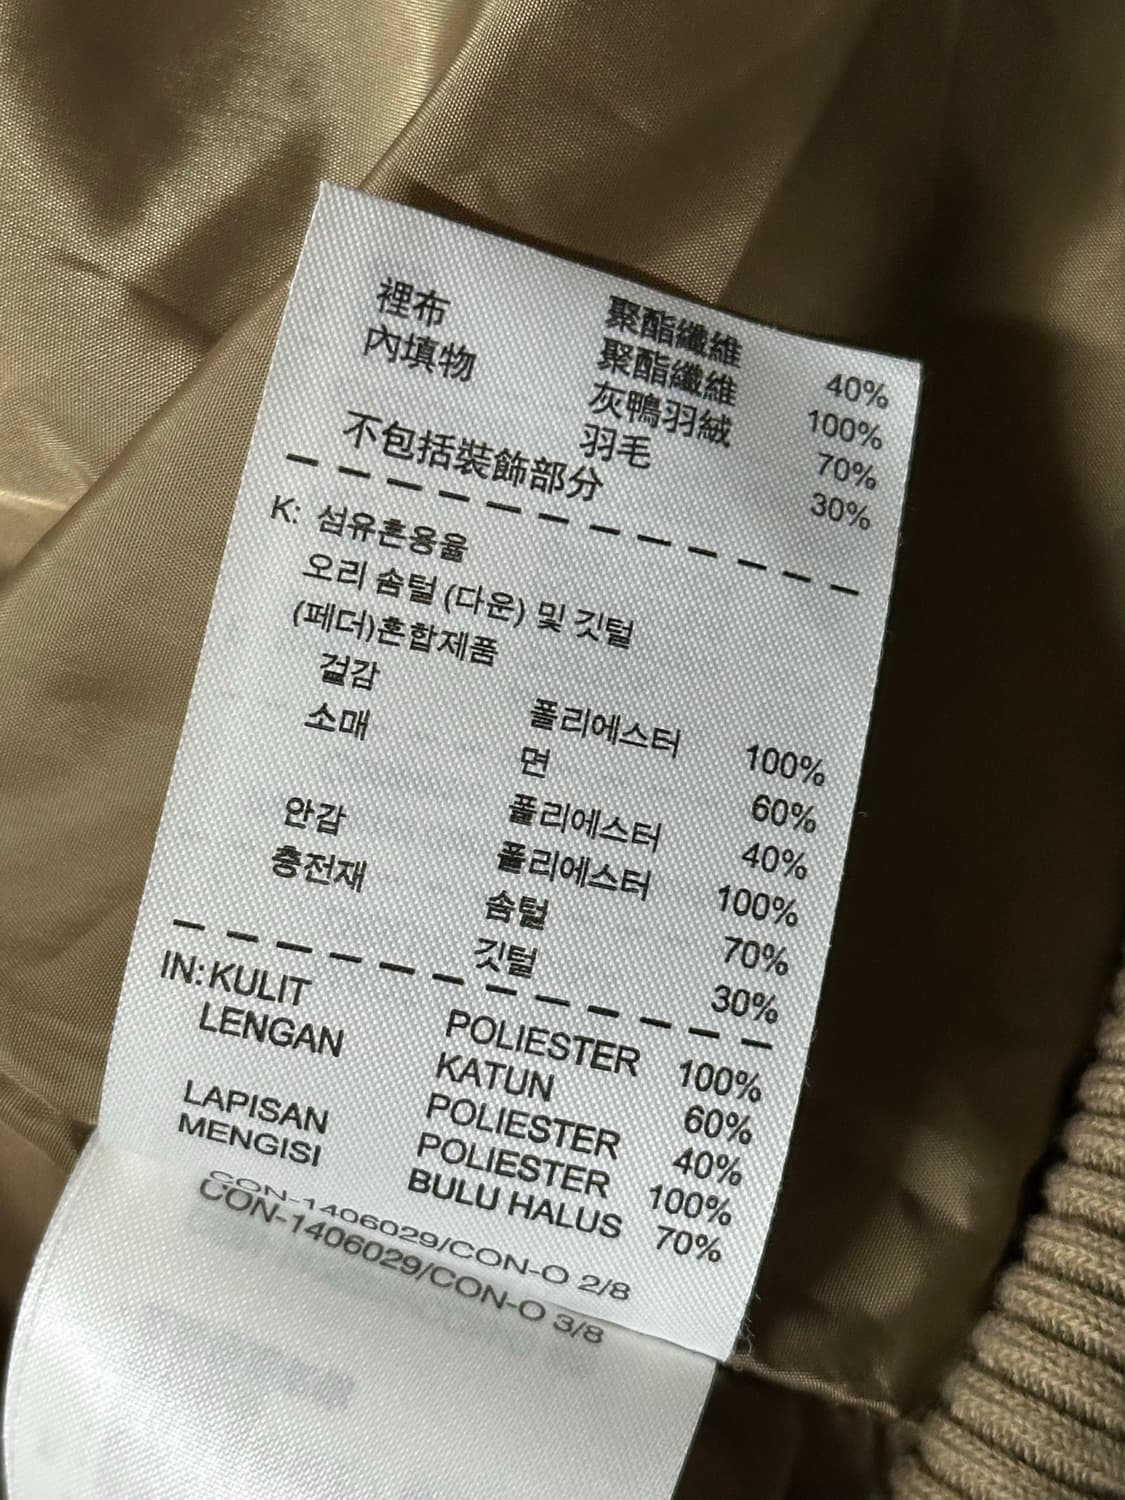 聚酯纖維 40%
裡布 聚酯纖維 100%
內填物 灰鴨羽絨 70%
羽毛 30%
不包括裝飾部分
K: 섬유혼용율
오리 솜털 (다운) 및 깃털
(페더)혼합제품
겉감 폴리에스터 100%
소매 면 60%
폴리에스터 40%
안감 폴리에스터 100%
충전재 솜털 70%
깃털 30%
IN: KULIT POLIESTER 100%
LENGAN KATUN 60%
POLIESTER 40%
LAPISAN POLIESTER 100%
MENGISI BULU HALUS 70%
CON-1406029/CON-O 2/8
CON-1406029/CON-O 3/8